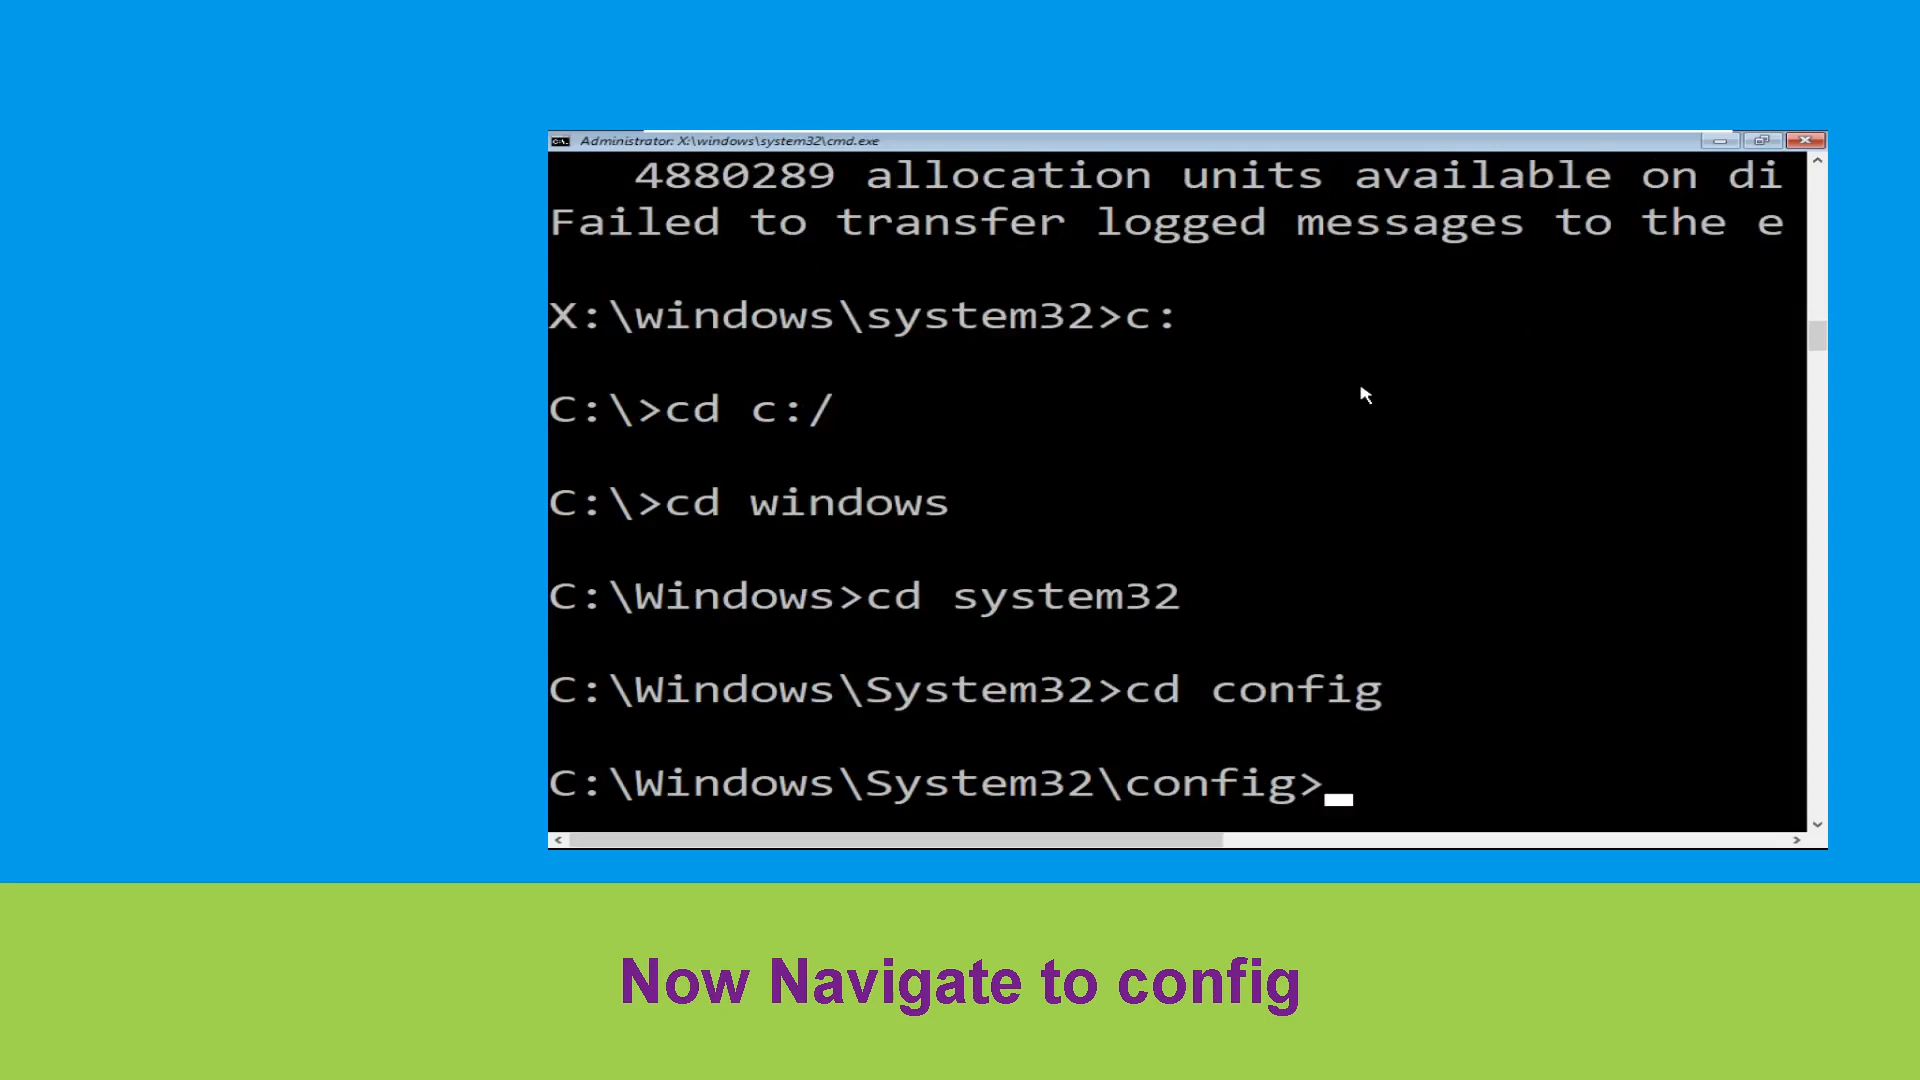 Administrator: X:\windows\system32\cmd.exe
4880289 allocation units available on di
Failed to transfer logged messages to the e
X:\windows\system32>c:
C:\>cd c:/
C:\>cd windows
C:\Windows>cd system32
C:\Windows\System32>cd config
C:\Windows\System32\config>
Now Navigate to config